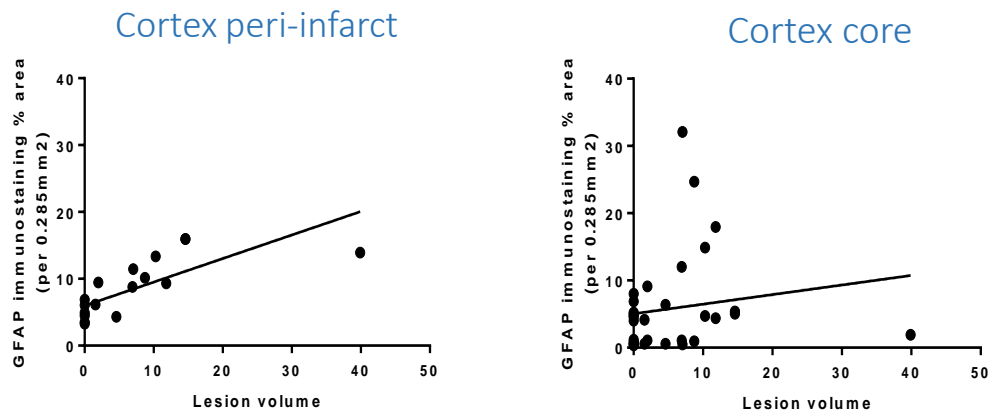 Cortex peri-infarct
GFAP immunostaining % area
(per 0.285mm2)
40
30
20
10
0
0 10 20 30 40 50
Lesion volume
Cortex core
GFAP immunostaining % area
(per 0.285mm2)
40
30
20
10
0
0 10 20 30 40 50
Lesion volume